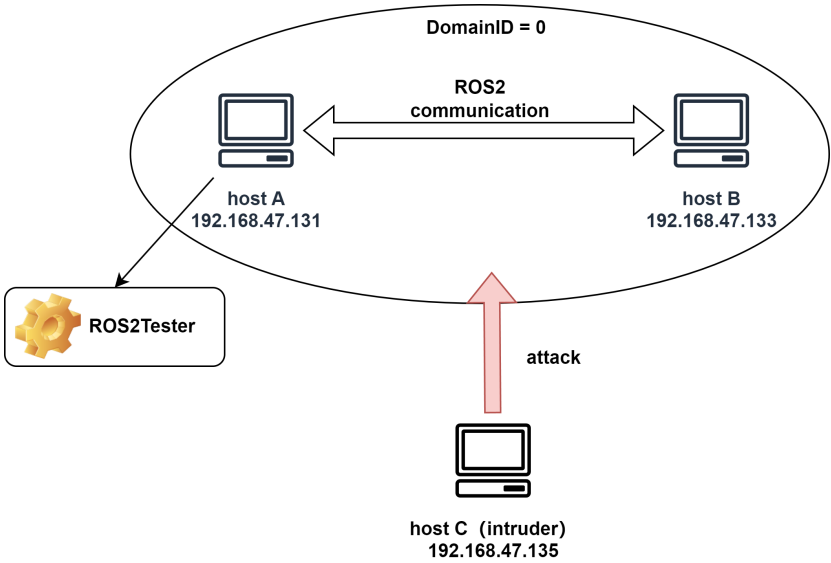 DomainID = 0
ROS2
communication
host A
192.168.47.131
host B
192.168.47.133
ROS2Tester
attack
host C（intruder）
192.168.47.135